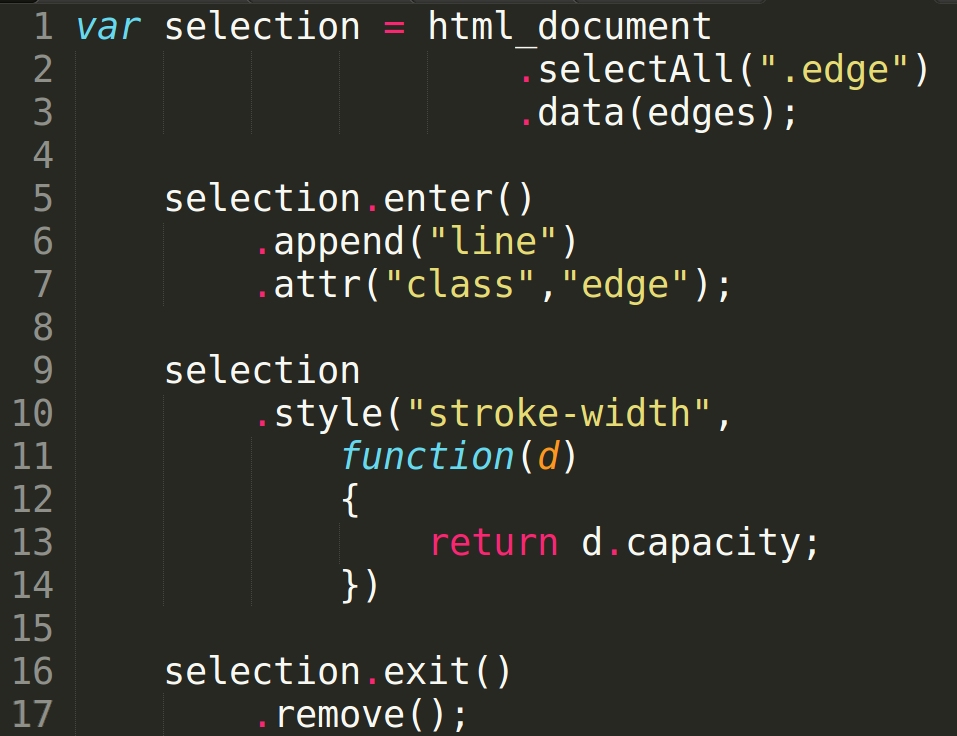 1 var selection = html_document
2 .selectAll(".edge")
3 .data(edges);
4
5 selection.enter()
6 .append("line")
7 .attr("class","edge");
8
9 selection
10 .style("stroke-width",
11 function(d)
12 {
13 return d.capacity;
14 })
15
16 selection.exit()
17 .remove();